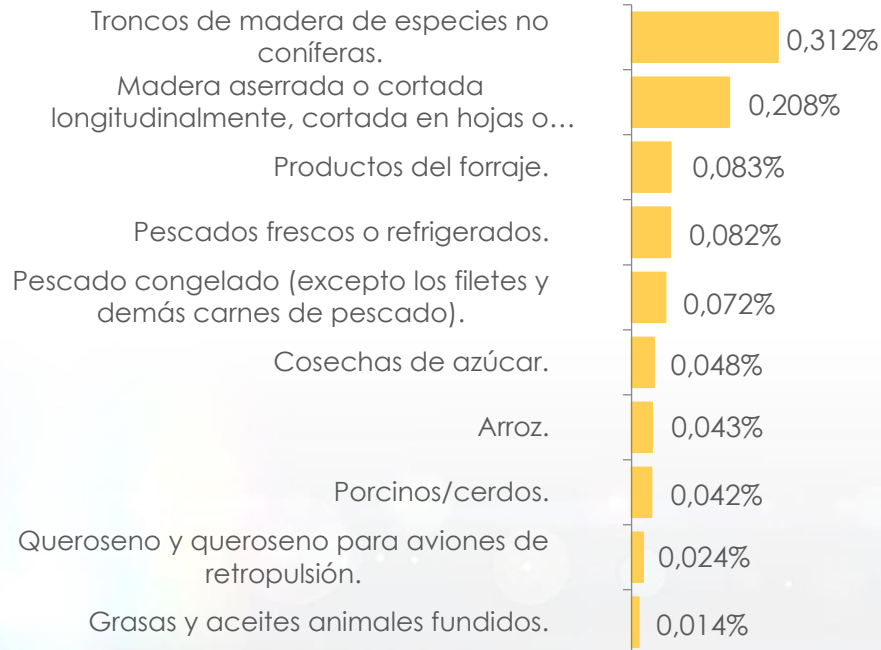 Troncos de madera de especies no
coníferas.
0,312%
Madera aserrada o cortada
longitudinalmente, cortada en hojas o…
0,208%
Productos del forraje.
0,083%
Pescados frescos o refrigerados.
0,082%
Pescado congelado (excepto los filetes y
demás carnes de pescado).
0,072%
Cosechas de azúcar.
0,048%
Arroz.
0,043%
Porcinos/cerdos.
0,042%
Queroseno y queroseno para aviones de
retropulsión.
0,024%
Grasas y aceites animales fundidos.
0,014%